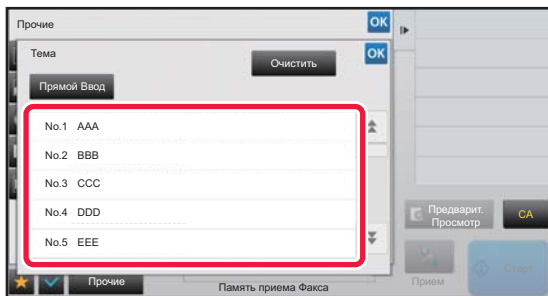 Прочие
OK
Тема
Очистить
OK
Прямой Ввод
No.1 AAA
No.2 BBB
No.3 CCC
No.4 DDD
No.5 EEE
Предварит.
Просмотр
CA
Прочие
Память приема Факса
Прием
Старт